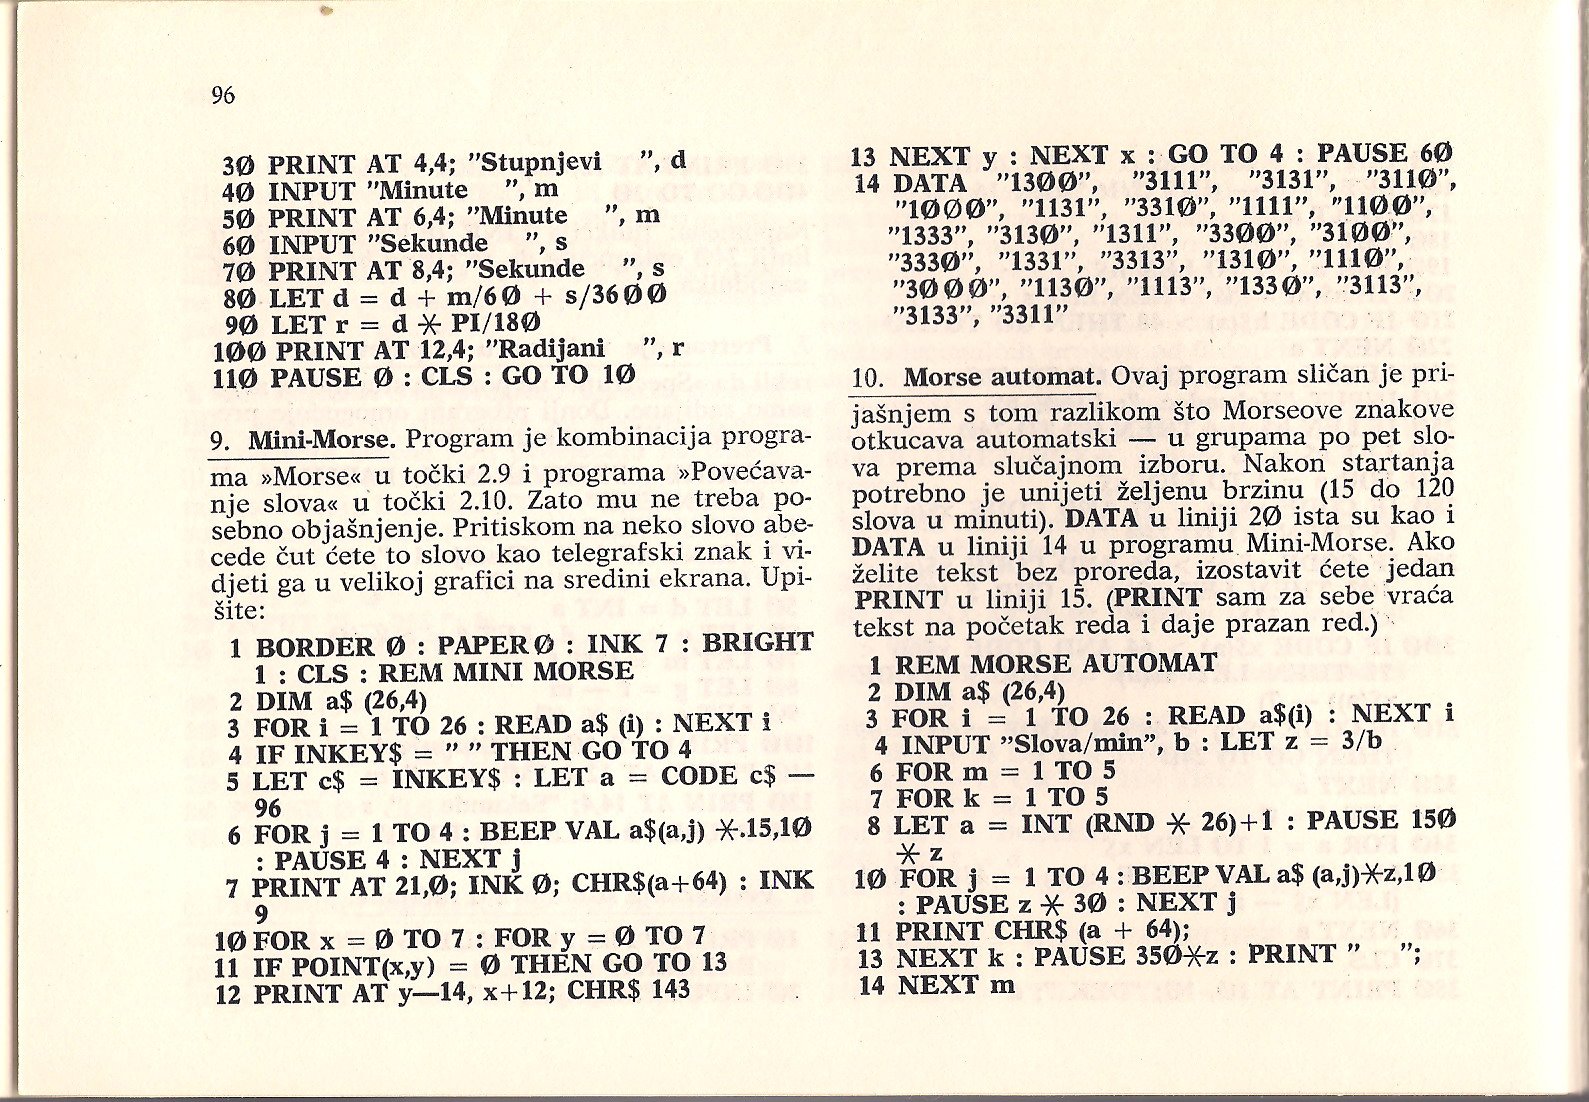 96
30 PRINT AT 4,4; ”Stupnjevi ”, d
40 INPUT ”Minute ”, m
50 PRINT AT 6,4; ”Minute ”, m
60 INPUT ”Sekunde ”, s
70 PRINT AT 8,4; ”Sekunde ”, s
80 LET d = d + m/60 + s/3600
90 LET r = d * PI/180
100 PRINT AT 12,4; ”Radijani ”, r
110 PAUSE 0 : CLS : GO TO 10
9. Mini-Morse. Program je kombinacija progra-
ma »Morse« u točki 2.9 i programa »Povećava-
nje slova« u točki 2.10. Zato mu ne treba po-
sebno objašnjenje. Pritiskom na neko slovo abe-
cede čut ćete to slovo kao telegrafski znak i vi-
djeti ga u velikoj grafici na sredini ekrana. Upi-
šite:
1 BORDER 0 : PAPER 0 : INK 7 : BRIGHT
1 : CLS : REM MINI MORSE
2 DIM a$ (26,4)
3 FOR i = 1 TO 26 : READ a$ (i) : NEXT i
4 IF INKEY$ = ” ” THEN GO TO 4
5 LET c$ = INKEY$ : LET a = CODE c$ —
96
6 FOR j = 1 TO 4 : BEEP VAL a$(a,j) *.15,10
: PAUSE 4 : NEXT j
7 PRINT AT 21,0; INK 0; CHR$(a+64) : INK
9
10 FOR x = 0 TO 7 : FOR y = 0 TO 7
11 IF POINT(x,y) = 0 THEN GO TO 13
12 PRINT AT y—14, x+12; CHR$ 143
13 NEXT y : NEXT x : GO TO 4 : PAUSE 60
14 DATA ”1300”, ”3111”, ”3131”, ”3110”,
”1000”, ”1131”, ”3310”, ”1111”, ”1100”,
”1333”, ”3130”, ”1311”, ”3300”, ”3100”,
”3330”, ”1331”, ”3313”, ”1310”, ”1110”,
”3000”, ”1130”, ”1113”, ”1330”, ”3113”,
”3133”, ”3311”
10. Morse automat. Ovaj program sličan je pri-
jašnjem s tom razlikom što Morseove znakove
otkucava automatski — u grupama po pet slo-
va prema slučajnom izboru. Nakon startanja
potrebno je unijeti željenu brzinu (15 do 120
slova u minuti). DATA u liniji 20 ista su kao i
DATA u liniji 14 u programu Mini-Morse. Ako
želite tekst bez proreda, izostavit ćete jedan
PRINT u liniji 15. (PRINT sam za sebe vraća
tekst na početak reda i daje prazan red.)
1 REM MORSE AUTOMAT
2 DIM a$ (26,4)
3 FOR i = 1 TO 26 : READ a$(i) : NEXT i
4 INPUT ”Slova/min”, b : LET z = 3/b
6 FOR m = 1 TO 5
7 FOR k = 1 TO 5
8 LET a = INT (RND * 26)+1 : PAUSE 150
* z
10 FOR j = 1 TO 4 : BEEP VAL a$ (a,j)*z,10
: PAUSE z * 30 : NEXT j
11 PRINT CHR$ (a + 64);
13 NEXT k : PAUSE 350*z : PRINT ” ”;
14 NEXT m